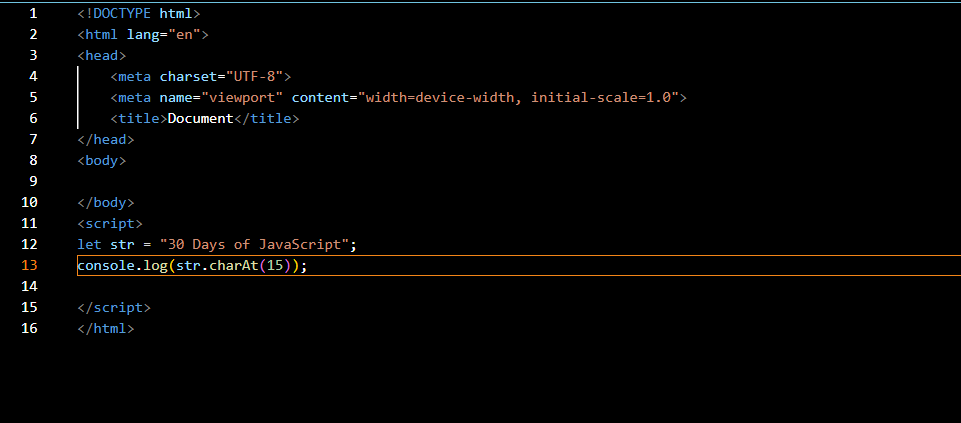 1 <!DOCTYPE html>
2 <html lang="en">
3 <head>
4     <meta charset="UTF-8">
5     <meta name="viewport" content="width=device-width, initial-scale=1.0">
6     <title>Document</title>
7 </head>
8 <body>
9
10 </body>
11 <script>
12 let str = "30 Days of JavaScript";
13 console.log(str.charAt(15));
14
15 </script>
16 </html>